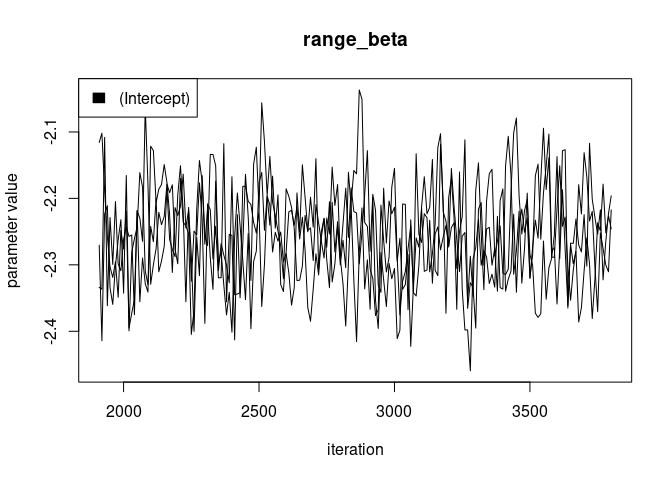 range_beta
(Intercept)
parameter value
-2.1
-2.2
-2.3
-2.4
2000 2500 3000 3500
iteration